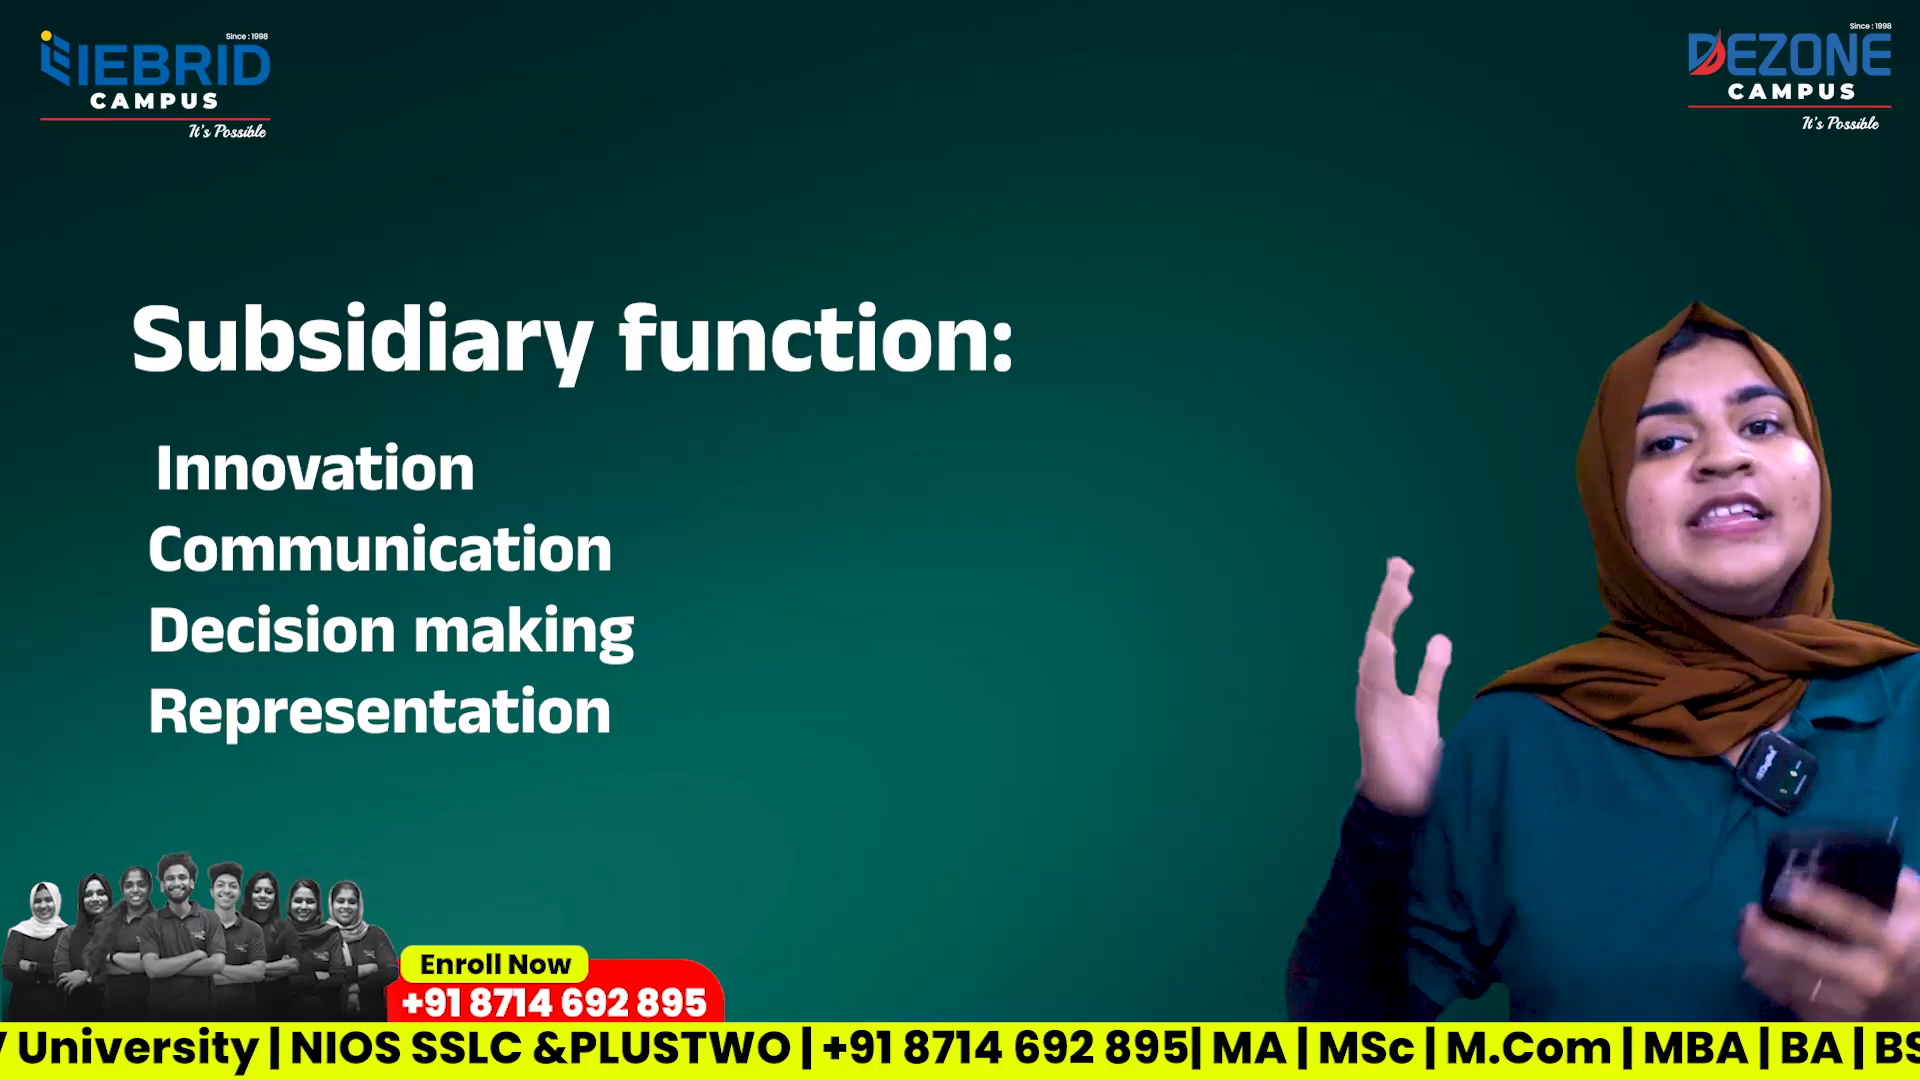 Since : 1998
HIEBRID
CAMPUS
It's Possible
Since : 1998
DEZONE
CAMPUS
It's Possible
Subsidiary function:
Innovation
Communication
Decision making
Representation
Enroll Now
+91 8714 692 895
University | NIOS SSLC &PLUSTWO | +91 8714 692 895| MA | MSc | M.Com | MBA | BA | BS